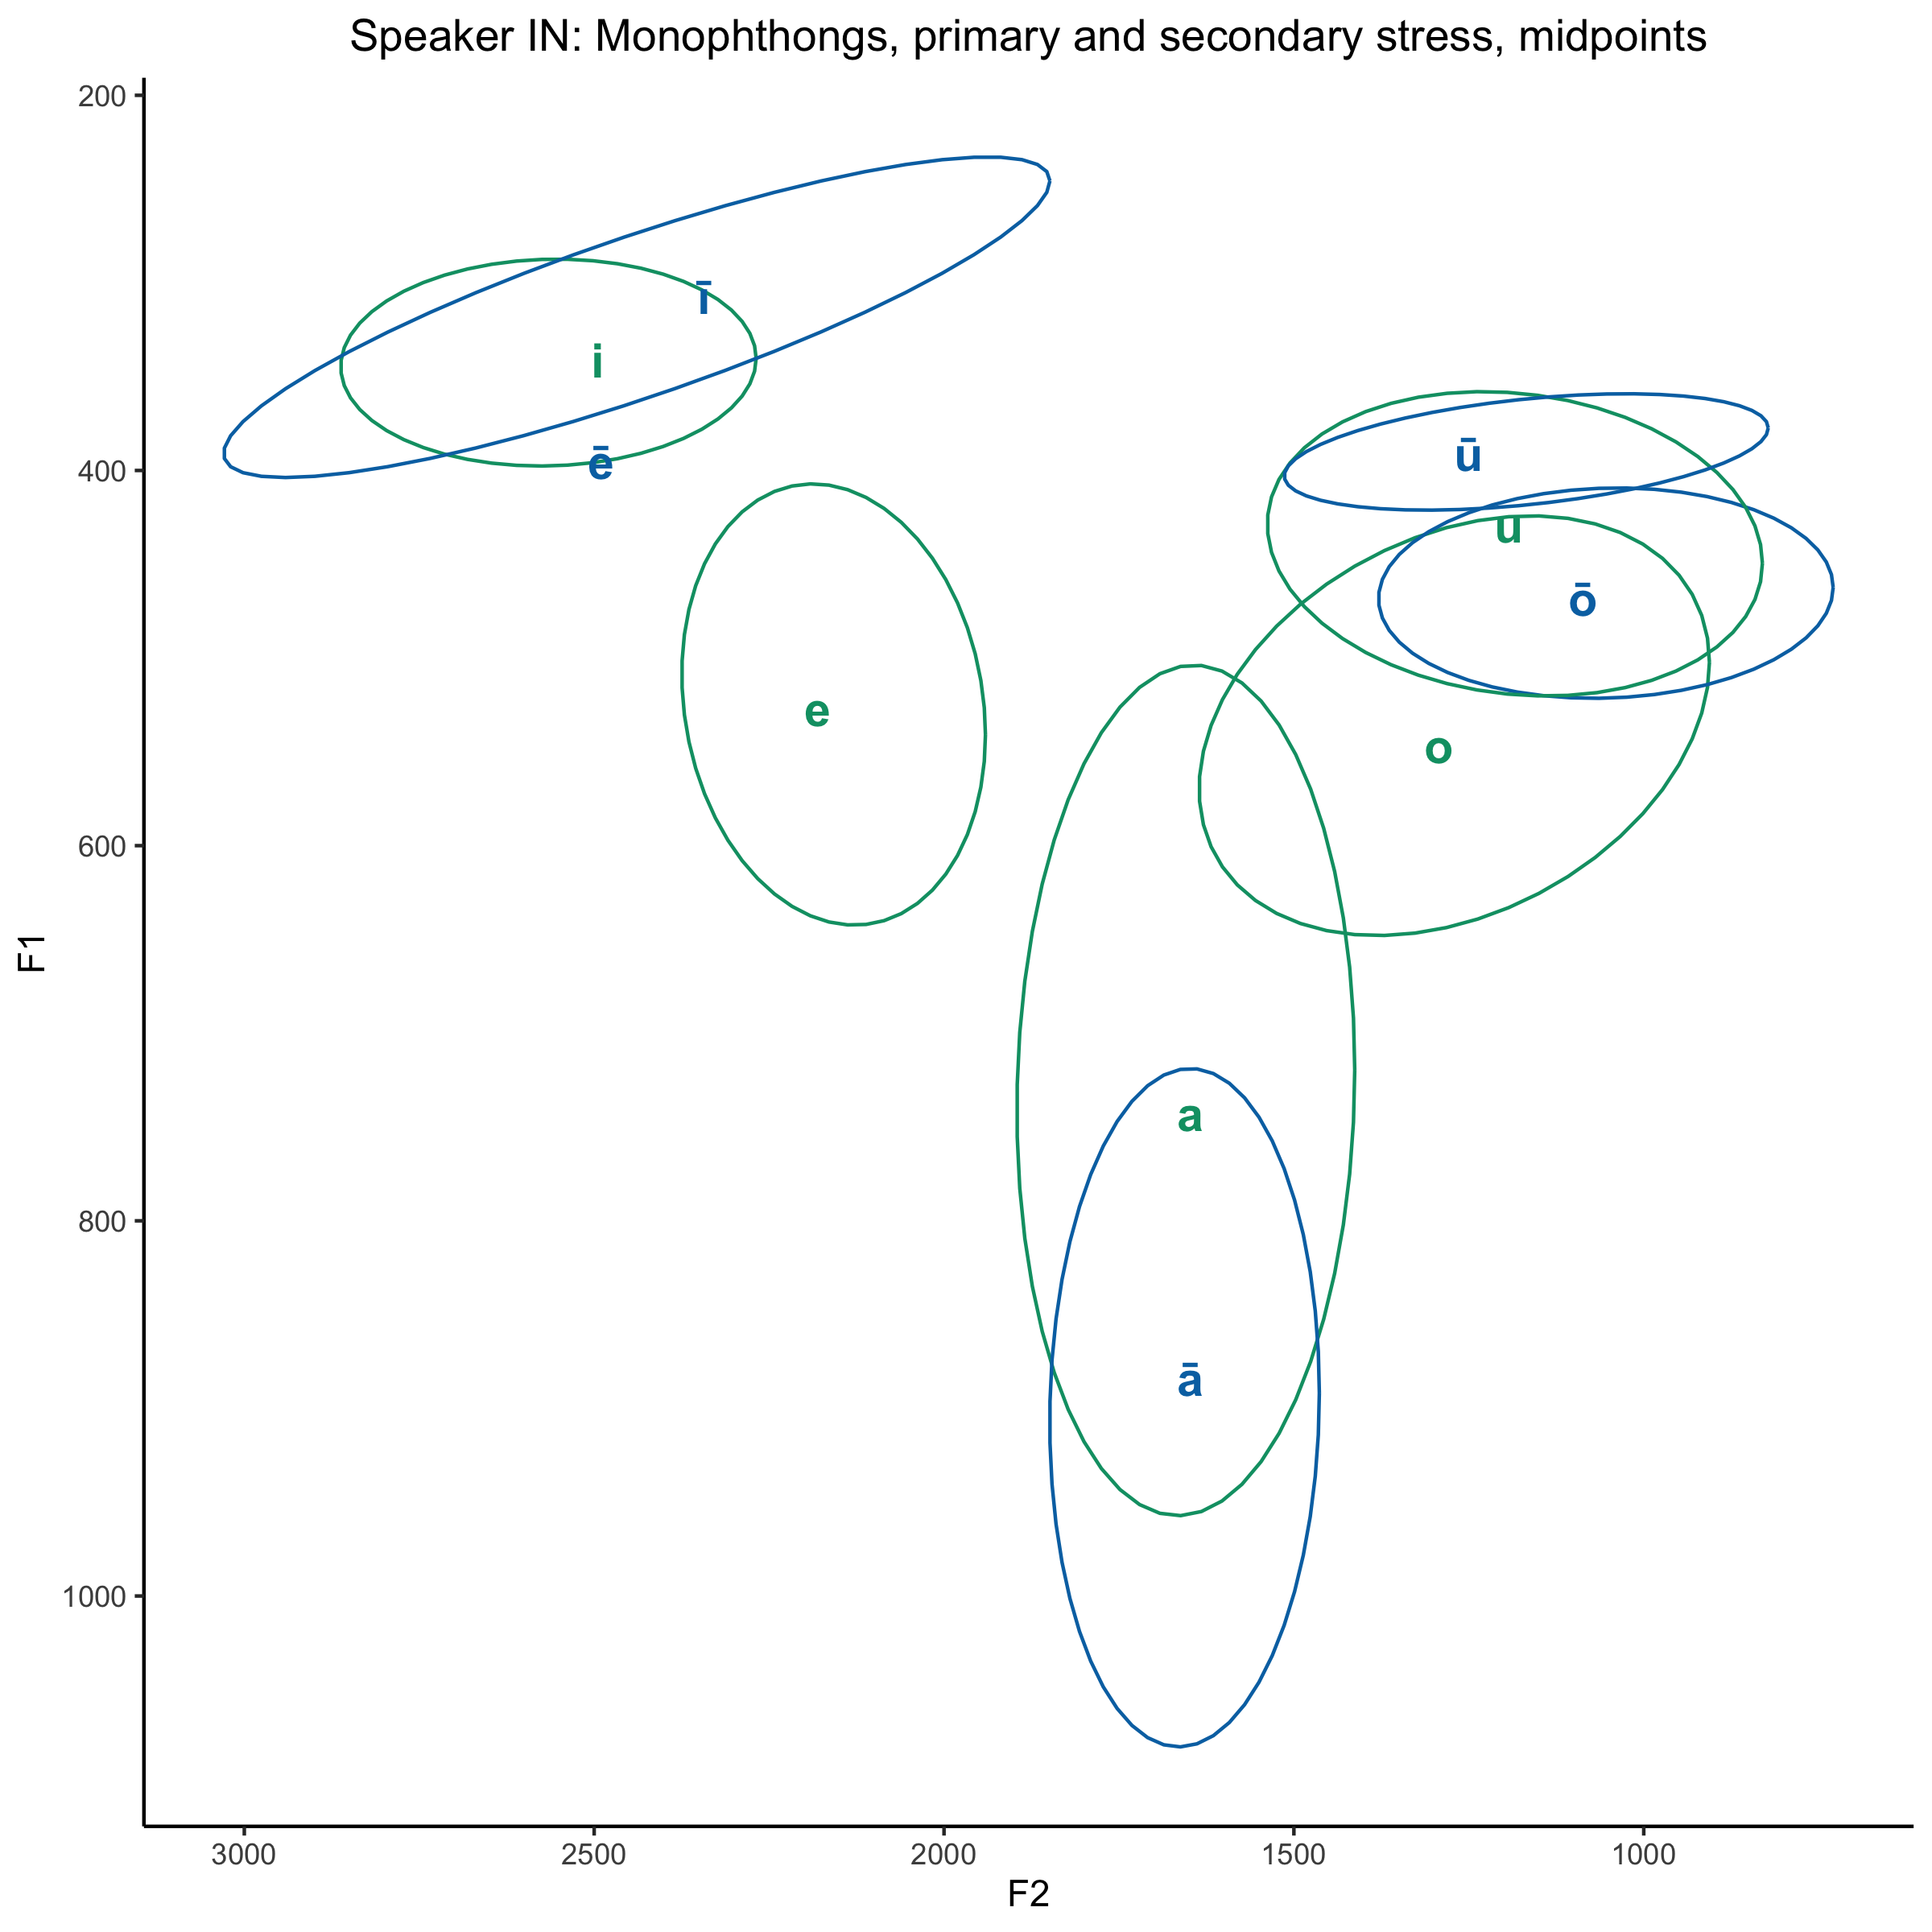 Speaker IN: Monophthongs, primary and secondary stress, midpoints
200
400
600
800
1000
F1
ī
i
ē
ū
u
ō
e
o
a
ā
3000 2500 2000 1500 1000
F2